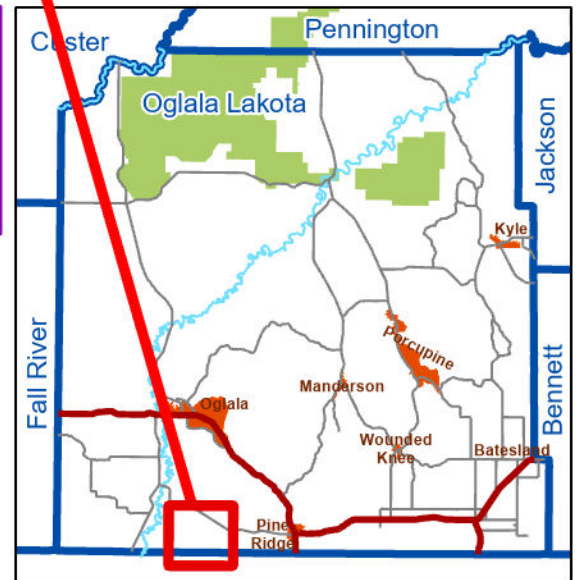 Custer
Pennington
Oglala Lakota
Jackson
Kyle
Fall River
Porcupine
Manderson
Oglala
Bennett
Wounded
Knee
Batesland
Pine
Ridge